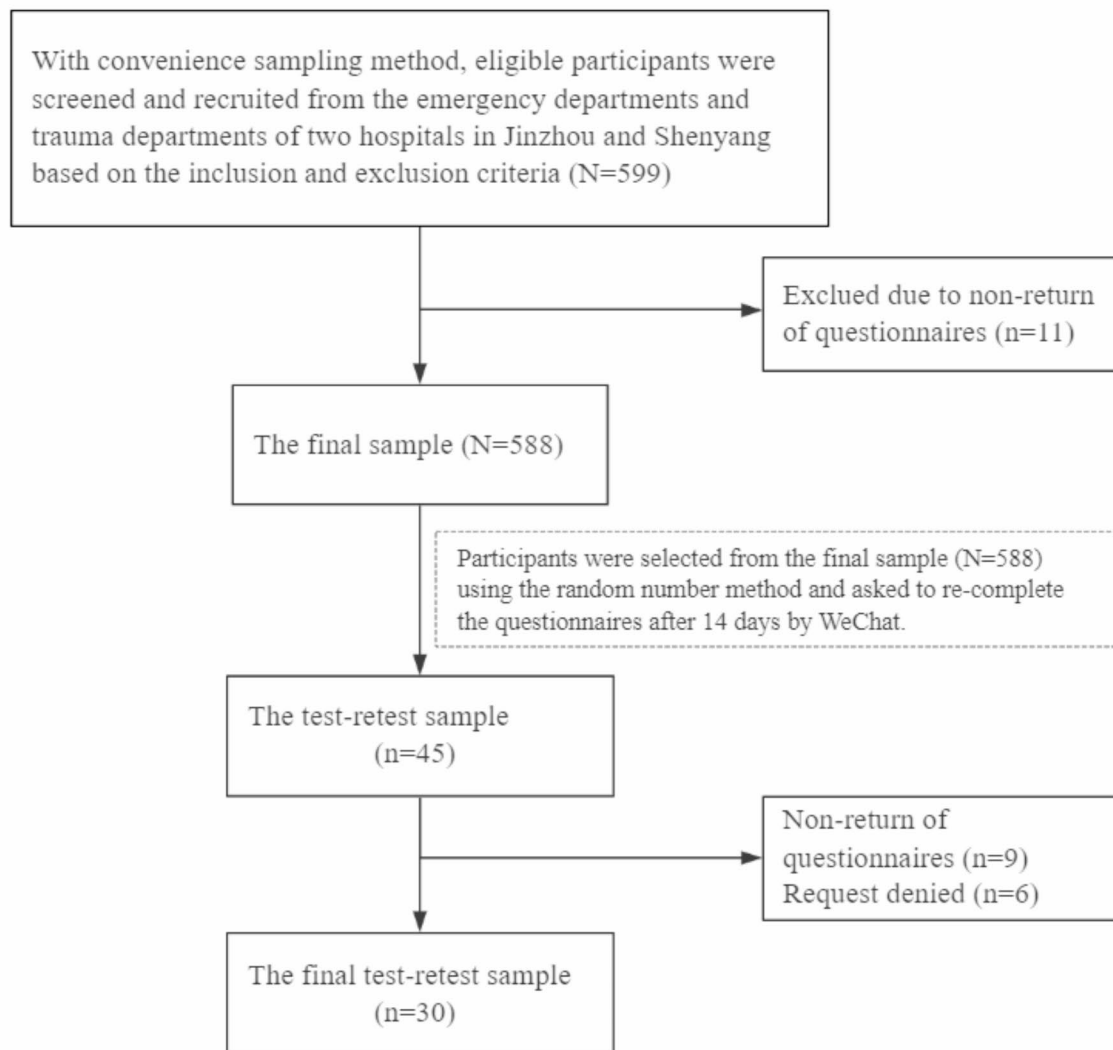 With convenience sampling method, eligible participants were
screened and recruited from the emergency departments and
trauma departments of two hospitals in Jinzhou and Shenyang
based on the inclusion and exclusion criteria (N=599)
Exclued due to non-return
of questionnaires (n=11)
The final sample (N=588)
Participants were selected from the final sample (N=588)
using the random number method and asked to re-complete
the questionnaires after 14 days by WeChat.
The test-retest sample
(n=45)
Non-return of
questionnaires (n=9)
Request denied (n=6)
The final test-retest sample
(n=30)